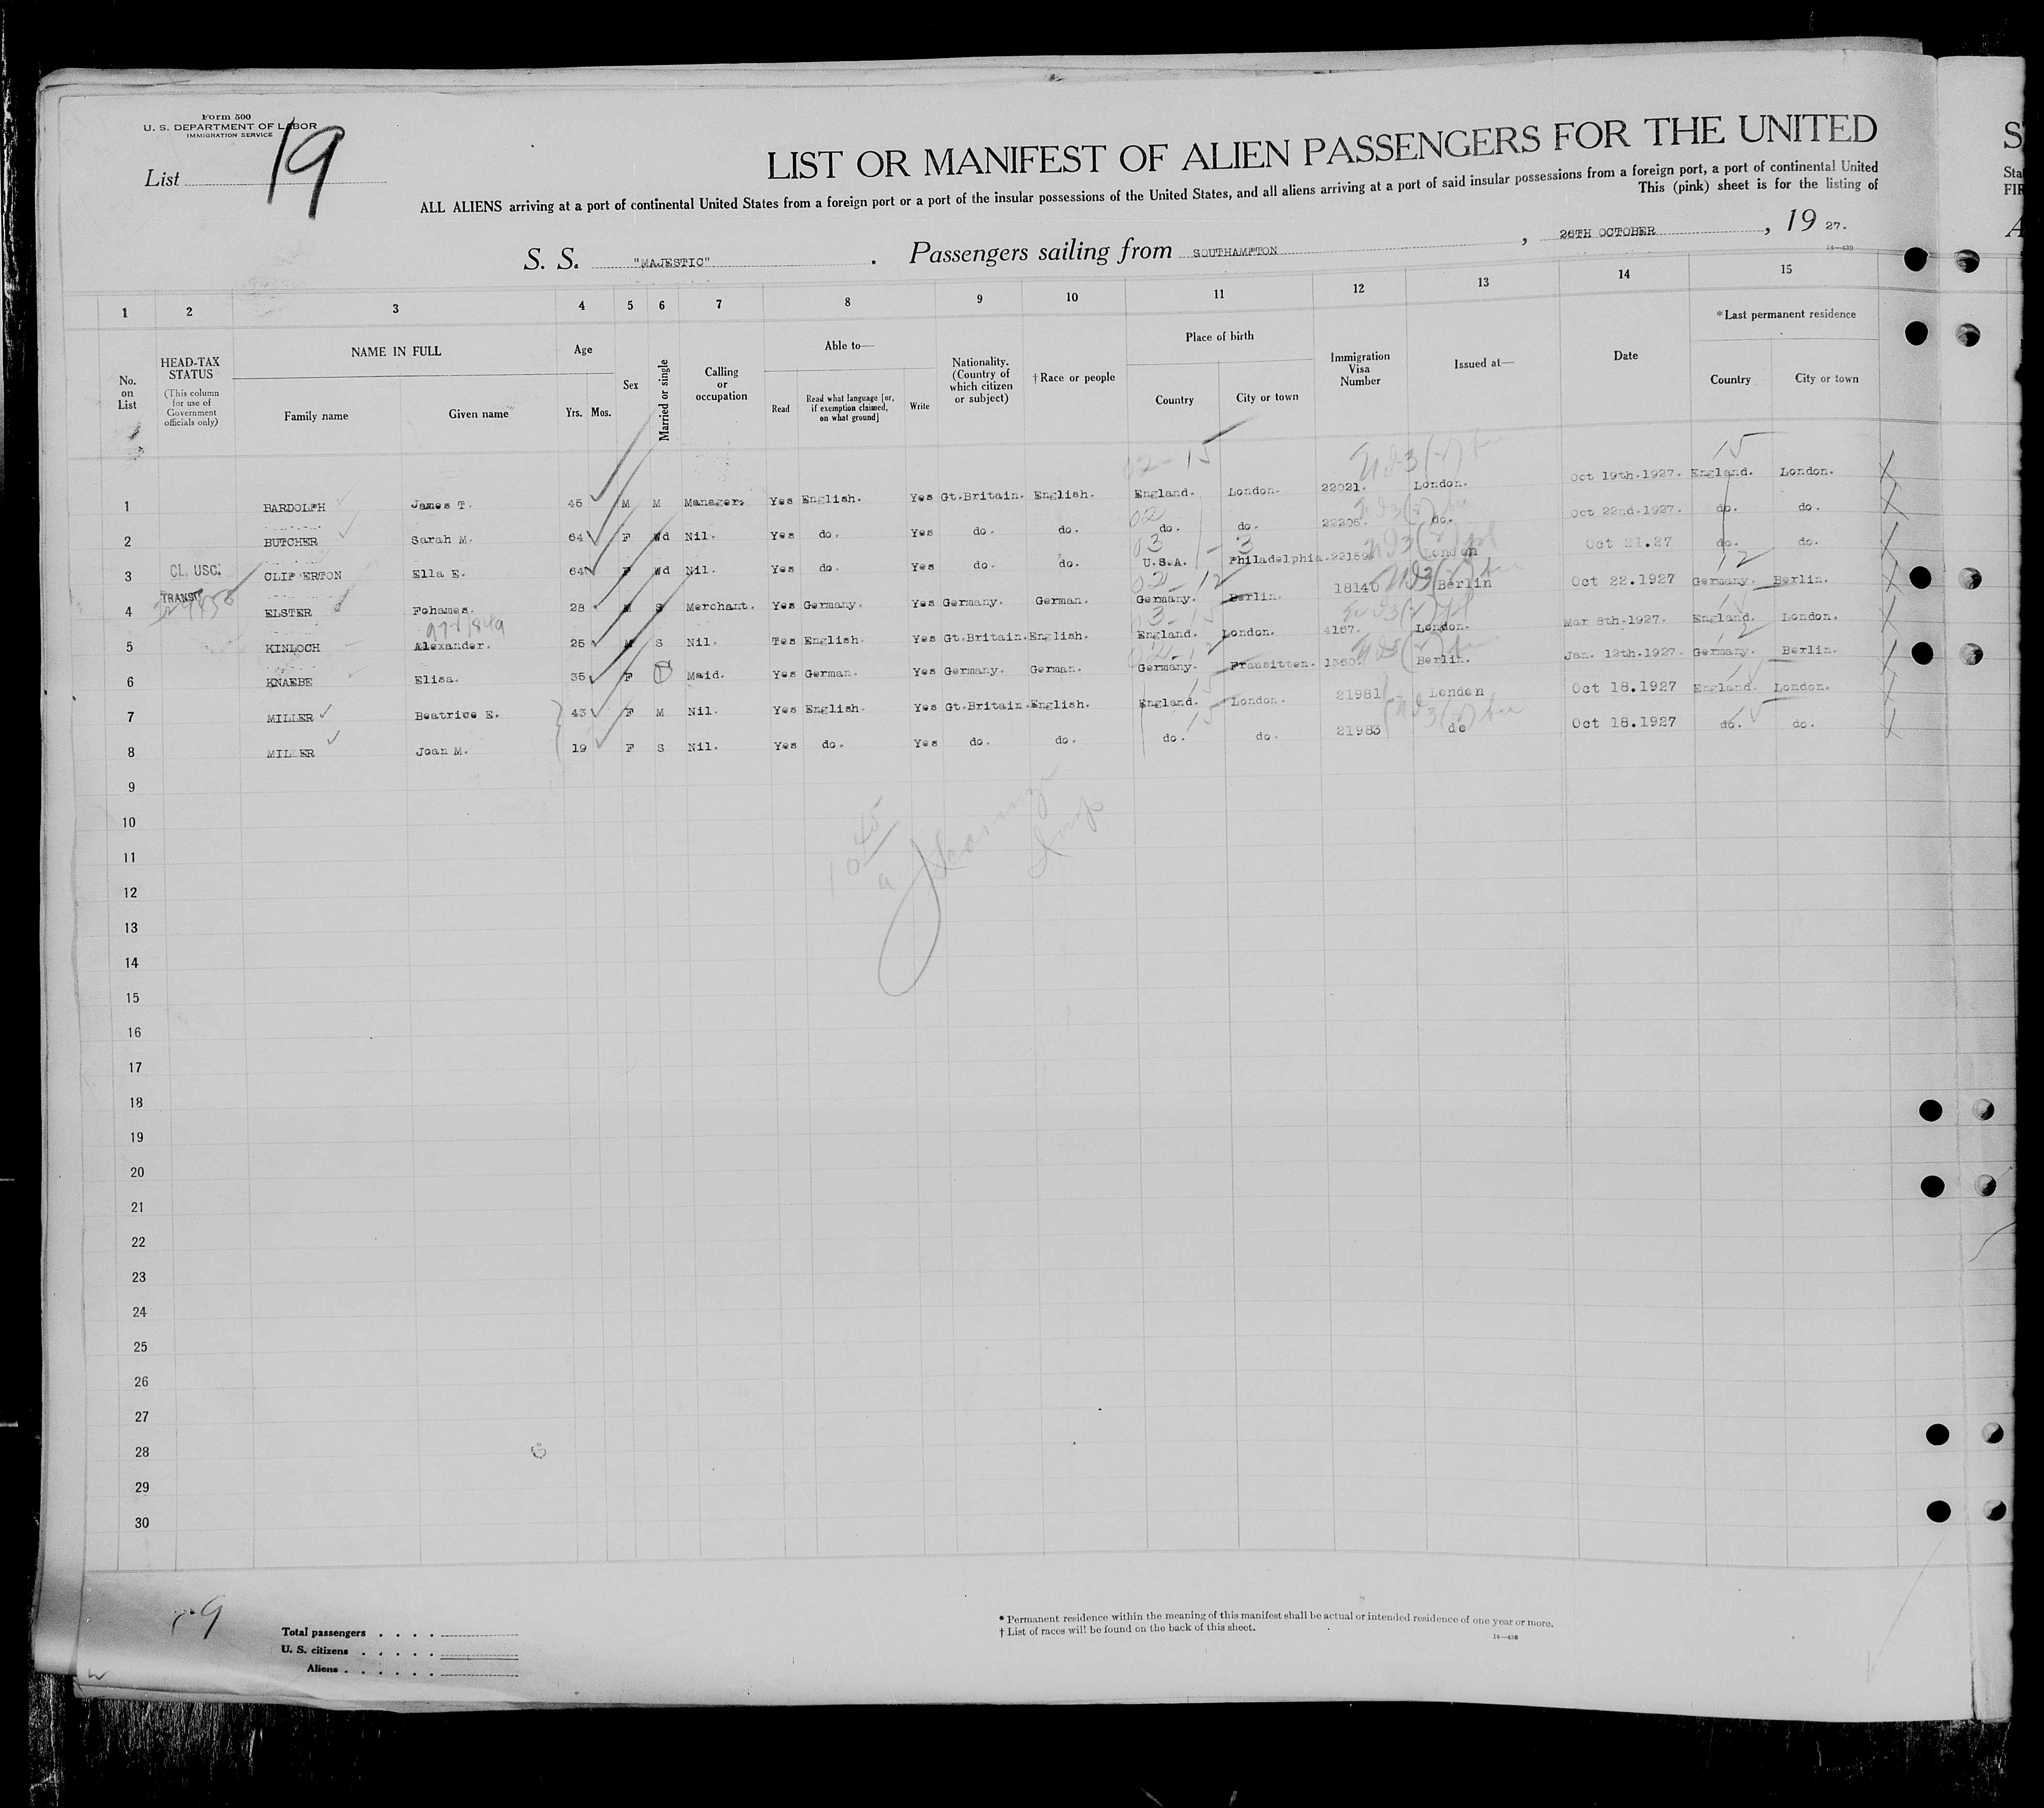 Form 500
U. S. DEPARTMENT OF LABOR
IMMIGRATION SERVICE
List 19
LIST OR MANIFEST OF ALIEN PASSENGERS FOR THE UNITED
ALL ALIENS arriving at a port of continental United States from a foreign port or a port of the insular possessions of the United States, and all aliens arriving at a port of said insular possessions from a foreign port, a port of continental United
This (pink) sheet is for the listing of
S. S. "MAJESTIC" . Passengers sailing from SOUTHAMPTON , 26TH OCTOBER , 19 27.
1 2 3 4 5 6 7 8 9 10 11 12 13 14 15
No. on List
HEAD-TAX STATUS
(This column for use of Government officials only)
NAME IN FULL
Family name Given name
Age
Yrs. Mos.
Sex
Married or single
Calling or occupation
Able to—
Read Read what language [or, if exemption claimed, on what ground] Write
Nationality. (Country of which citizen or subject)
† Race or people
Place of birth
Country City or town
Immigration Visa Number
Issued at—
Date
*Last permanent residence
Country City or town
02-15 15
1 BARDOLPH James T. 45 M M Manager. Yes English. Yes Gt.Britain. English. England. London. 22021. London. Oct 19th.1927. England. London.
2 BUTCHER Sarah M. 64 F Wd Nil. Yes do. Yes do. do. do. do. 22205. do. Oct 22nd.1927. do. do.
3 CL. USC. CLIP ERTON Ella E. 64 F Wd Nil. Yes do. Yes do. do. U.S.A. Philadelphia. 22159 London Oct 21.27 do. do.
4 TRANSIT ELSTER Fohames. 28 M S Merchant. Yes Germany. Yes Germany. German. Germany. Berlin. 18140 Berlin Oct 22.1927 Germany. Berlin.
5 KINLOCH Alexander. 25 M S Nil. Yes English. Yes Gt.Britain. English. England. London. 4167. London. Mar 8th.1927. England. London.
6 KNAEBE Elisa. 35 F Maid. Yes German. Yes Germany. German. Germany. Frausitten. 1360. Berlin. Jan. 12th.1927. Germany. Berlin.
7 MILLER Beatrice E. 43 F M Nil. Yes English. Yes Gt.Britain. English. England. London. 21981 London Oct 18.1927 England. London.
8 MILLER Joan M. 19 F S Nil. Yes do. Yes do. do. do. do. 21983 do Oct 18.1927 do. do.
9
10
11
12
13
14
15
16
17
18
19
20
21
22
23
24
25
26
27
28
29
30
Total passengers . . . .
U. S. citizens . . . . .
Aliens . . . . . .
* Permanent residence within the meaning of this manifest shall be actual or intended residence of one year or more.
† List of races will be found on the back of this sheet.